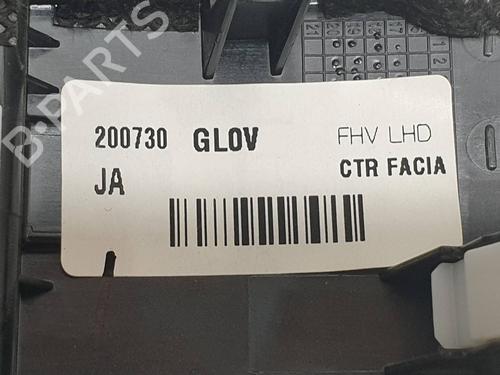 B-PARTS
200730 GLOV FHV LHD
JA CTR FACIA